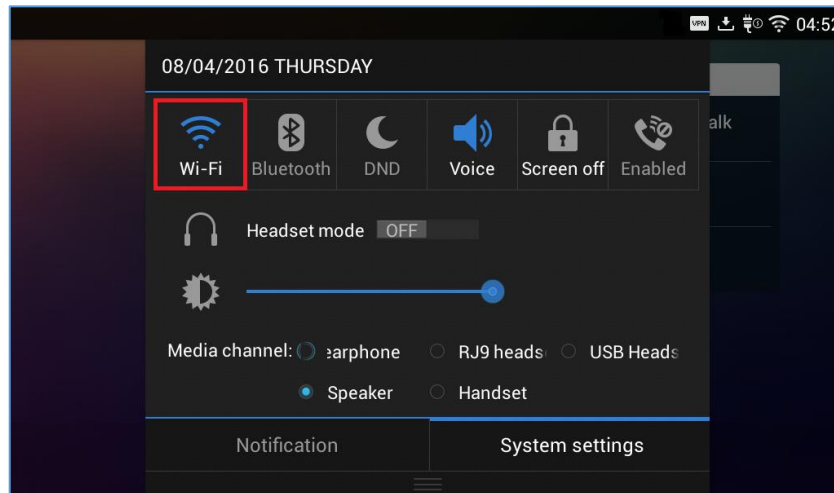 VPN 04:52
08/04/2016 THURSDAY
alk
Wi-Fi Bluetooth DND Voice Screen off Enabled
Headset mode OFF
Media channel: earphone RJ9 heads USB Heads
Speaker Handset
Notification System settings